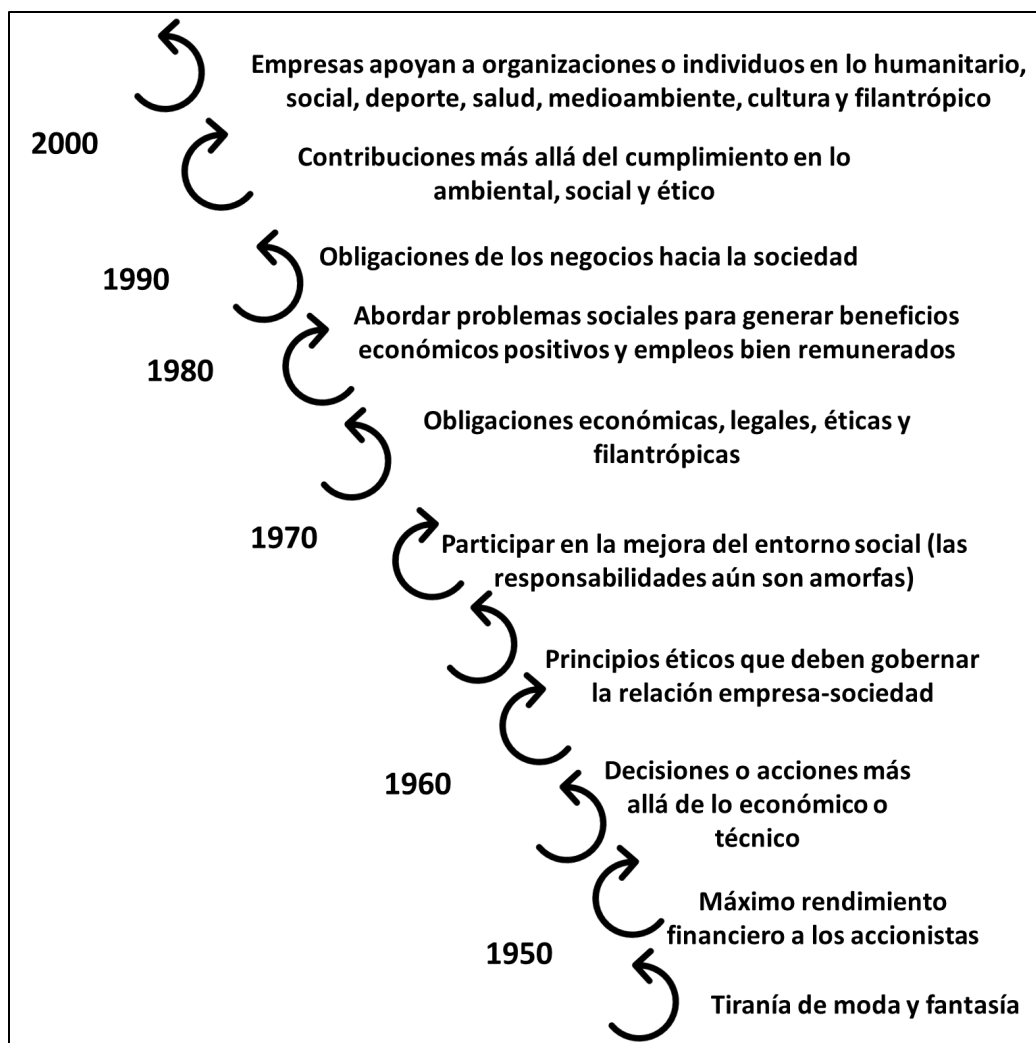 Empresas apoyan a organizaciones o individuos en lo humanitario,
social, deporte, salud, medioambiente, cultura y filantrópico
2000
Contribuciones más allá del cumplimiento en lo
ambiental, social y ético
1990
Obligaciones de los negocios hacia la sociedad
Abordar problemas sociales para generar beneficios
económicos positivos y empleos bien remunerados
1980
Obligaciones económicas, legales, éticas y
filantrópicas
1970
Participar en la mejora del entorno social (las
responsabilidades aún son amorfas)
Principios éticos que deben gobernar
la relación empresa-sociedad
1960
Decisiones o acciones más
allá de lo económico o
técnico
Máximo rendimiento
financiero a los accionistas
1950
Tiranía de moda y fantasía